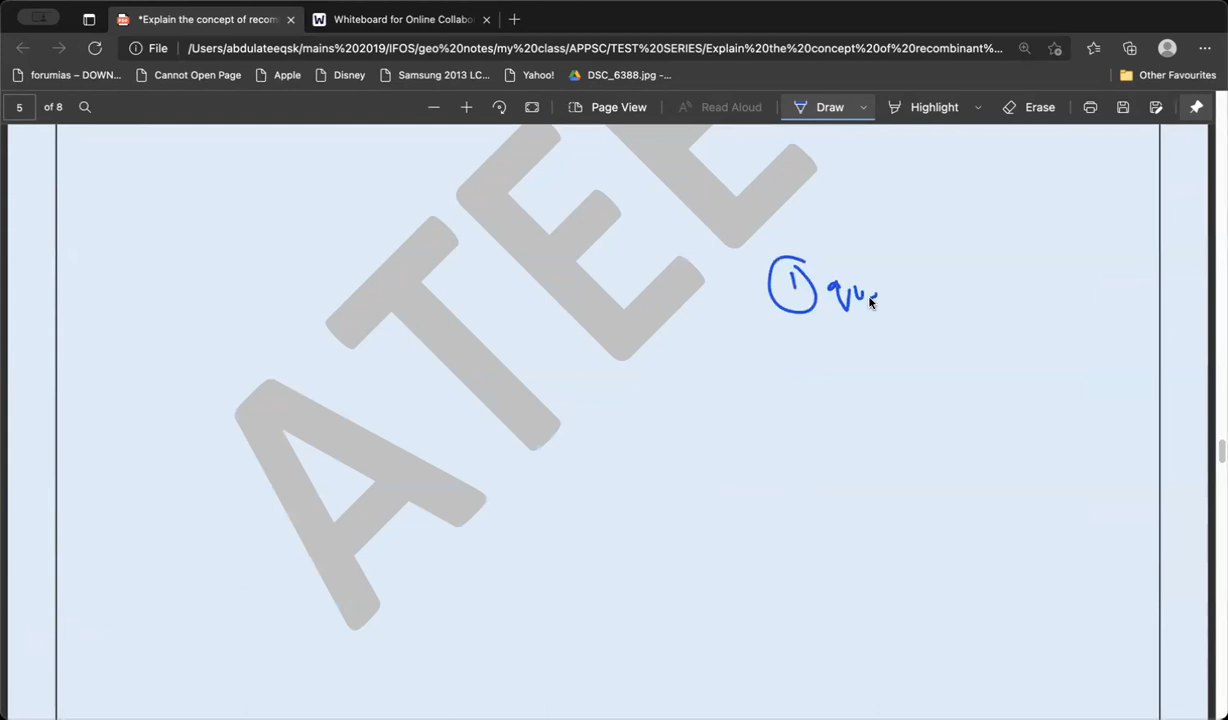 *Explain the concept of recom
Whiteboard for Online Collabo
File /Users/abdulateeqsk/mains%202019/IFOS/geo%20notes/my%20class/APPSC/TEST%20SERIES/Explain%20the%20concept%20of%20recombinant%...
forumias – DOWN... Cannot Open Page Apple Disney Samsung 2013 LC... Yahoo! DSC_6388.jpg -... Other Favourites
5 of 8 Page View Read Aloud Draw Highlight Erase
ATEE
1 qu